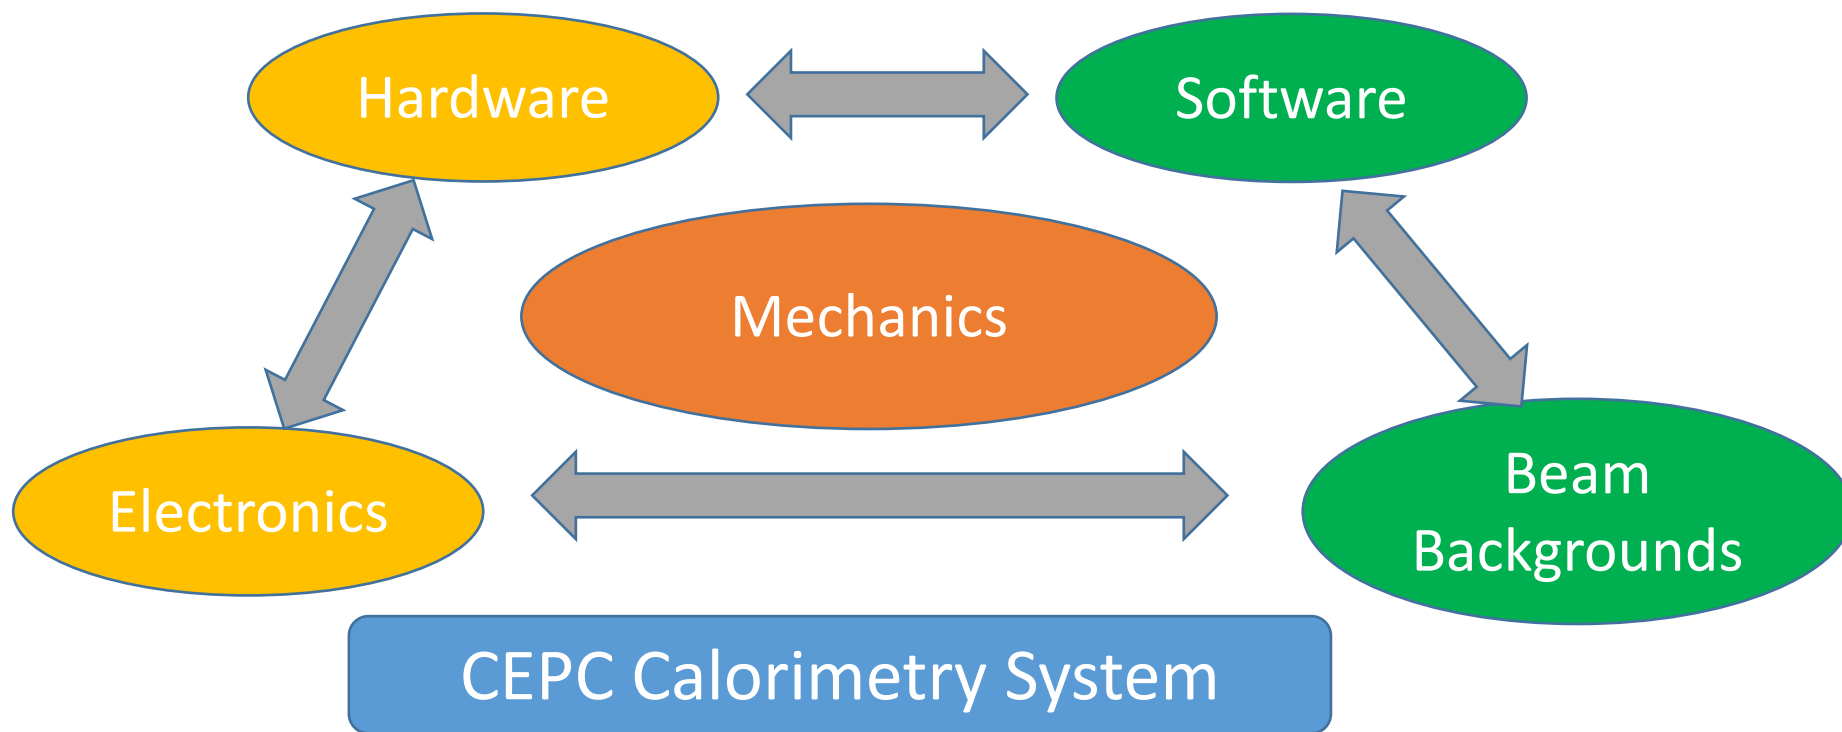 Hardware
Software
Mechanics
Electronics
Beam
Backgrounds
CEPC Calorimetry System